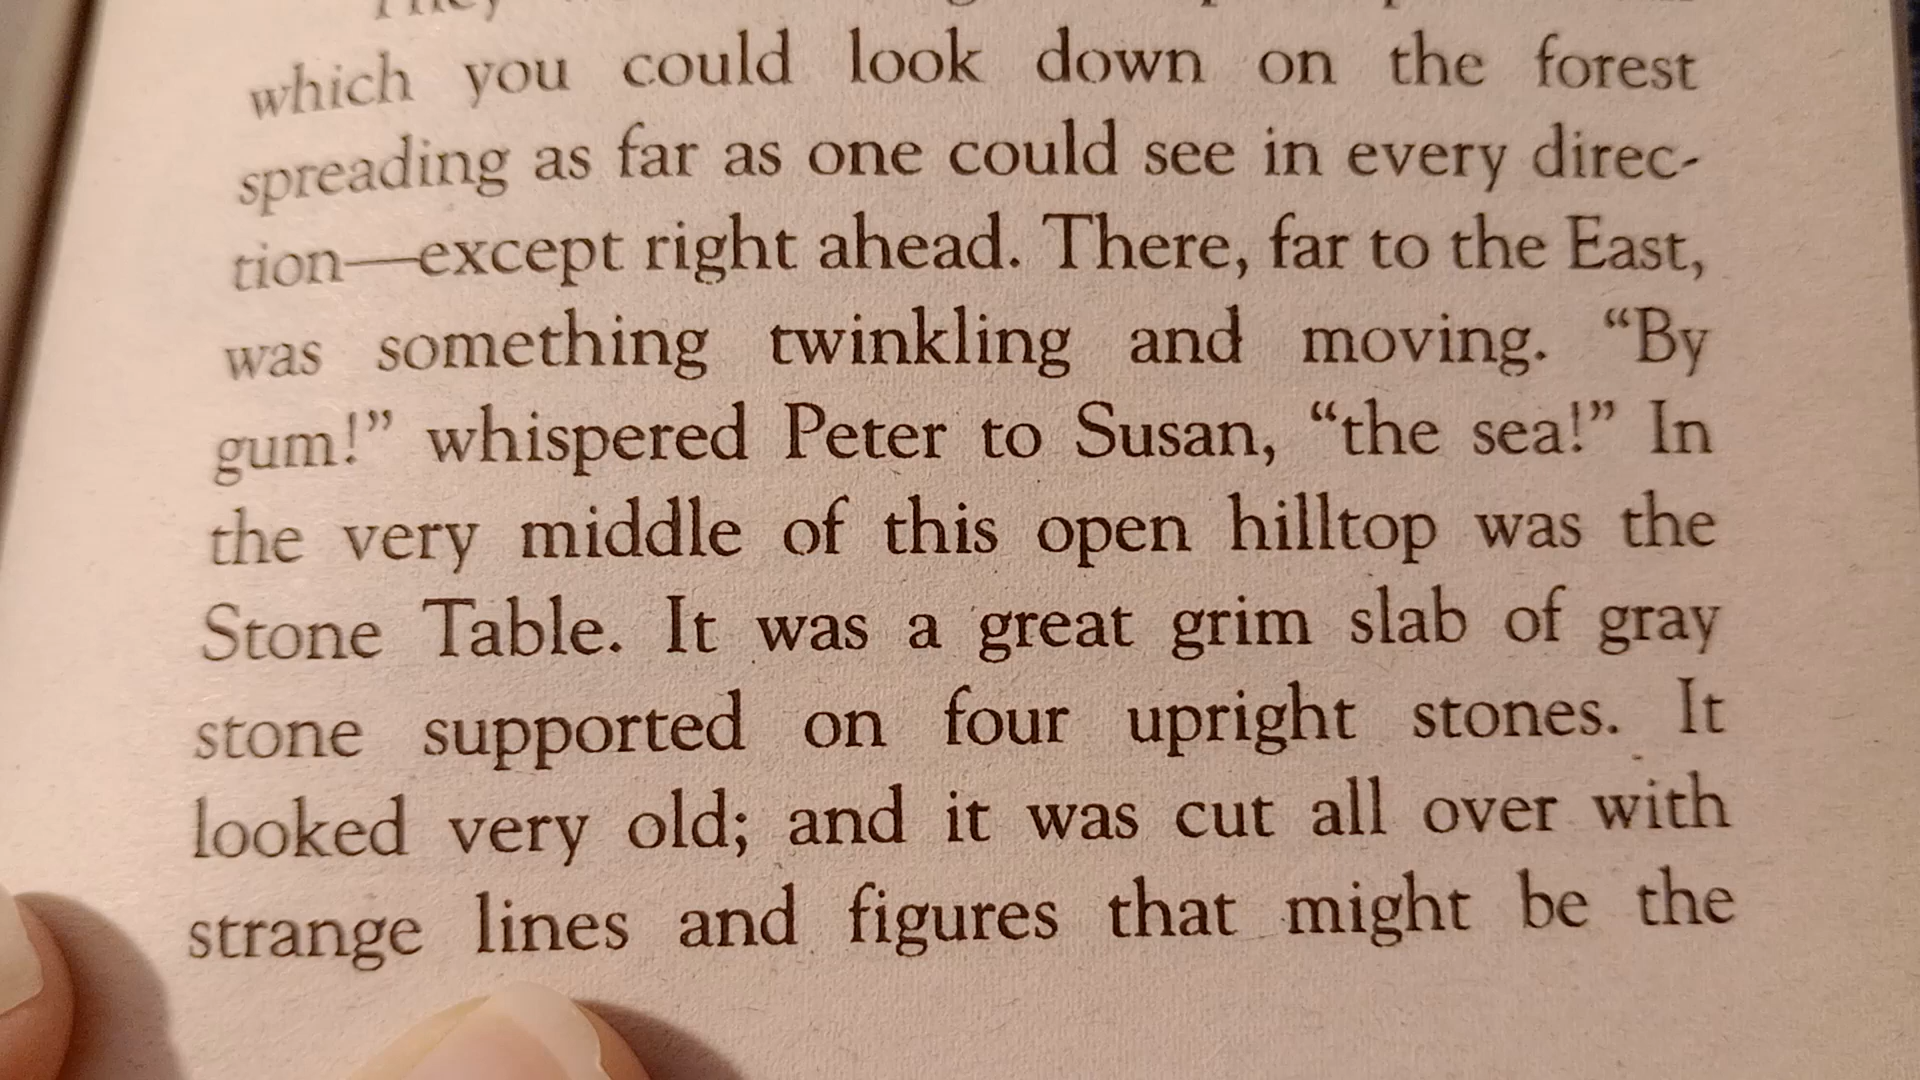 They
which you could look down on the forest
spreading as far as one could see in every direc-
tion—except right ahead. There, far to the East,
was something twinkling and moving. “By
gum!” whispered Peter to Susan, “the sea!” In
the very middle of this open hilltop was the
Stone Table. It was a great grim slab of gray
stone supported on four upright stones. It
looked very old; and it was cut all over with
strange lines and figures that might be the